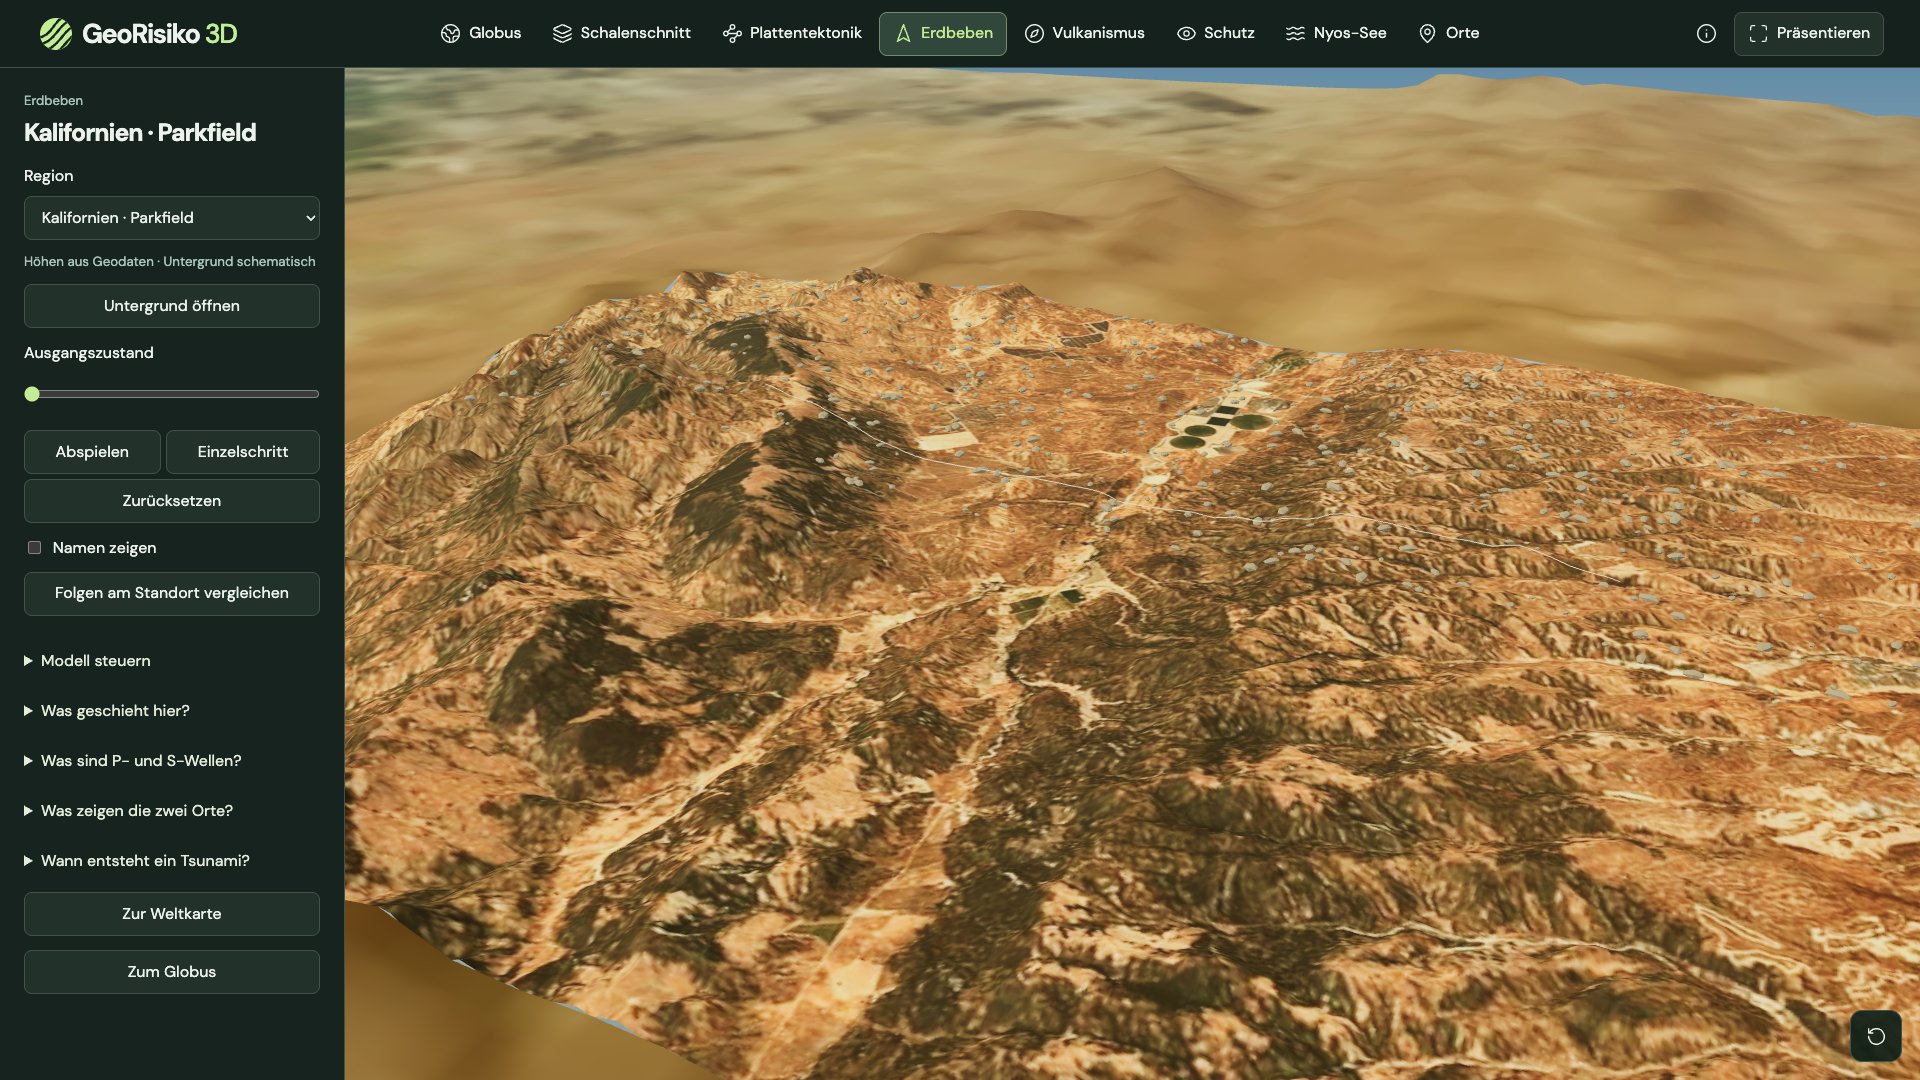 GeoRisiko 3D
Globus
Schalenschnitt
Plattentektonik
Erdbeben
Vulkanismus
Schutz
Nyos-See
Orte
Präsentieren
Erdbeben
Kalifornien · Parkfield
Region
Kalifornien · Parkfield
Höhen aus Geodaten · Untergrund schematisch
Untergrund öffnen
Ausgangszustand
Abspielen
Einzelschritt
Zurücksetzen
Namen zeigen
Folgen am Standort vergleichen
Modell steuern
Was geschieht hier?
Was sind P- und S-Wellen?
Was zeigen die zwei Orte?
Wann entsteht ein Tsunami?
Zur Weltkarte
Zum Globus